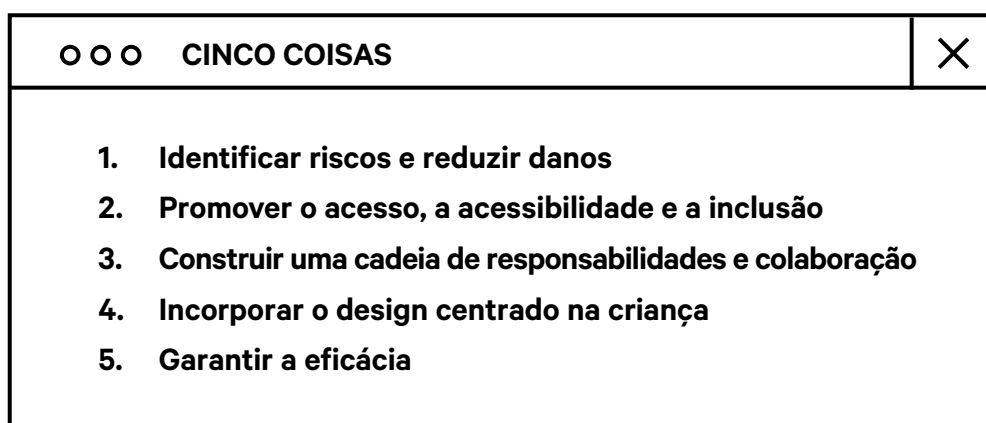 CINCO COISAS
1. Identificar riscos e reduzir danos
2. Promover o acesso, a acessibilidade e a inclusão
3. Construir uma cadeia de responsabilidades e colaboração
4. Incorporar o design centrado na criança
5. Garantir a eficácia